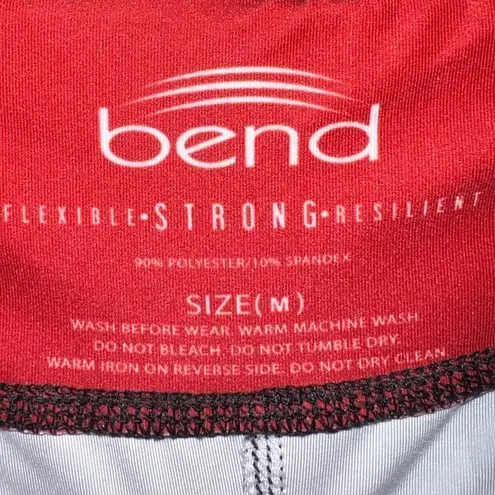 bend
FLEXIBLE•STRONG•RESILIENT
90% POLYESTER/10% SPANDEX
SIZE(M)
WASH BEFORE WEAR. WARM MACHINE WASH.
DO NOT BLEACH. DO NOT TUMBLE DRY.
WARM IRON ON REVERSE SIDE. DO NOT DRY CLEAN